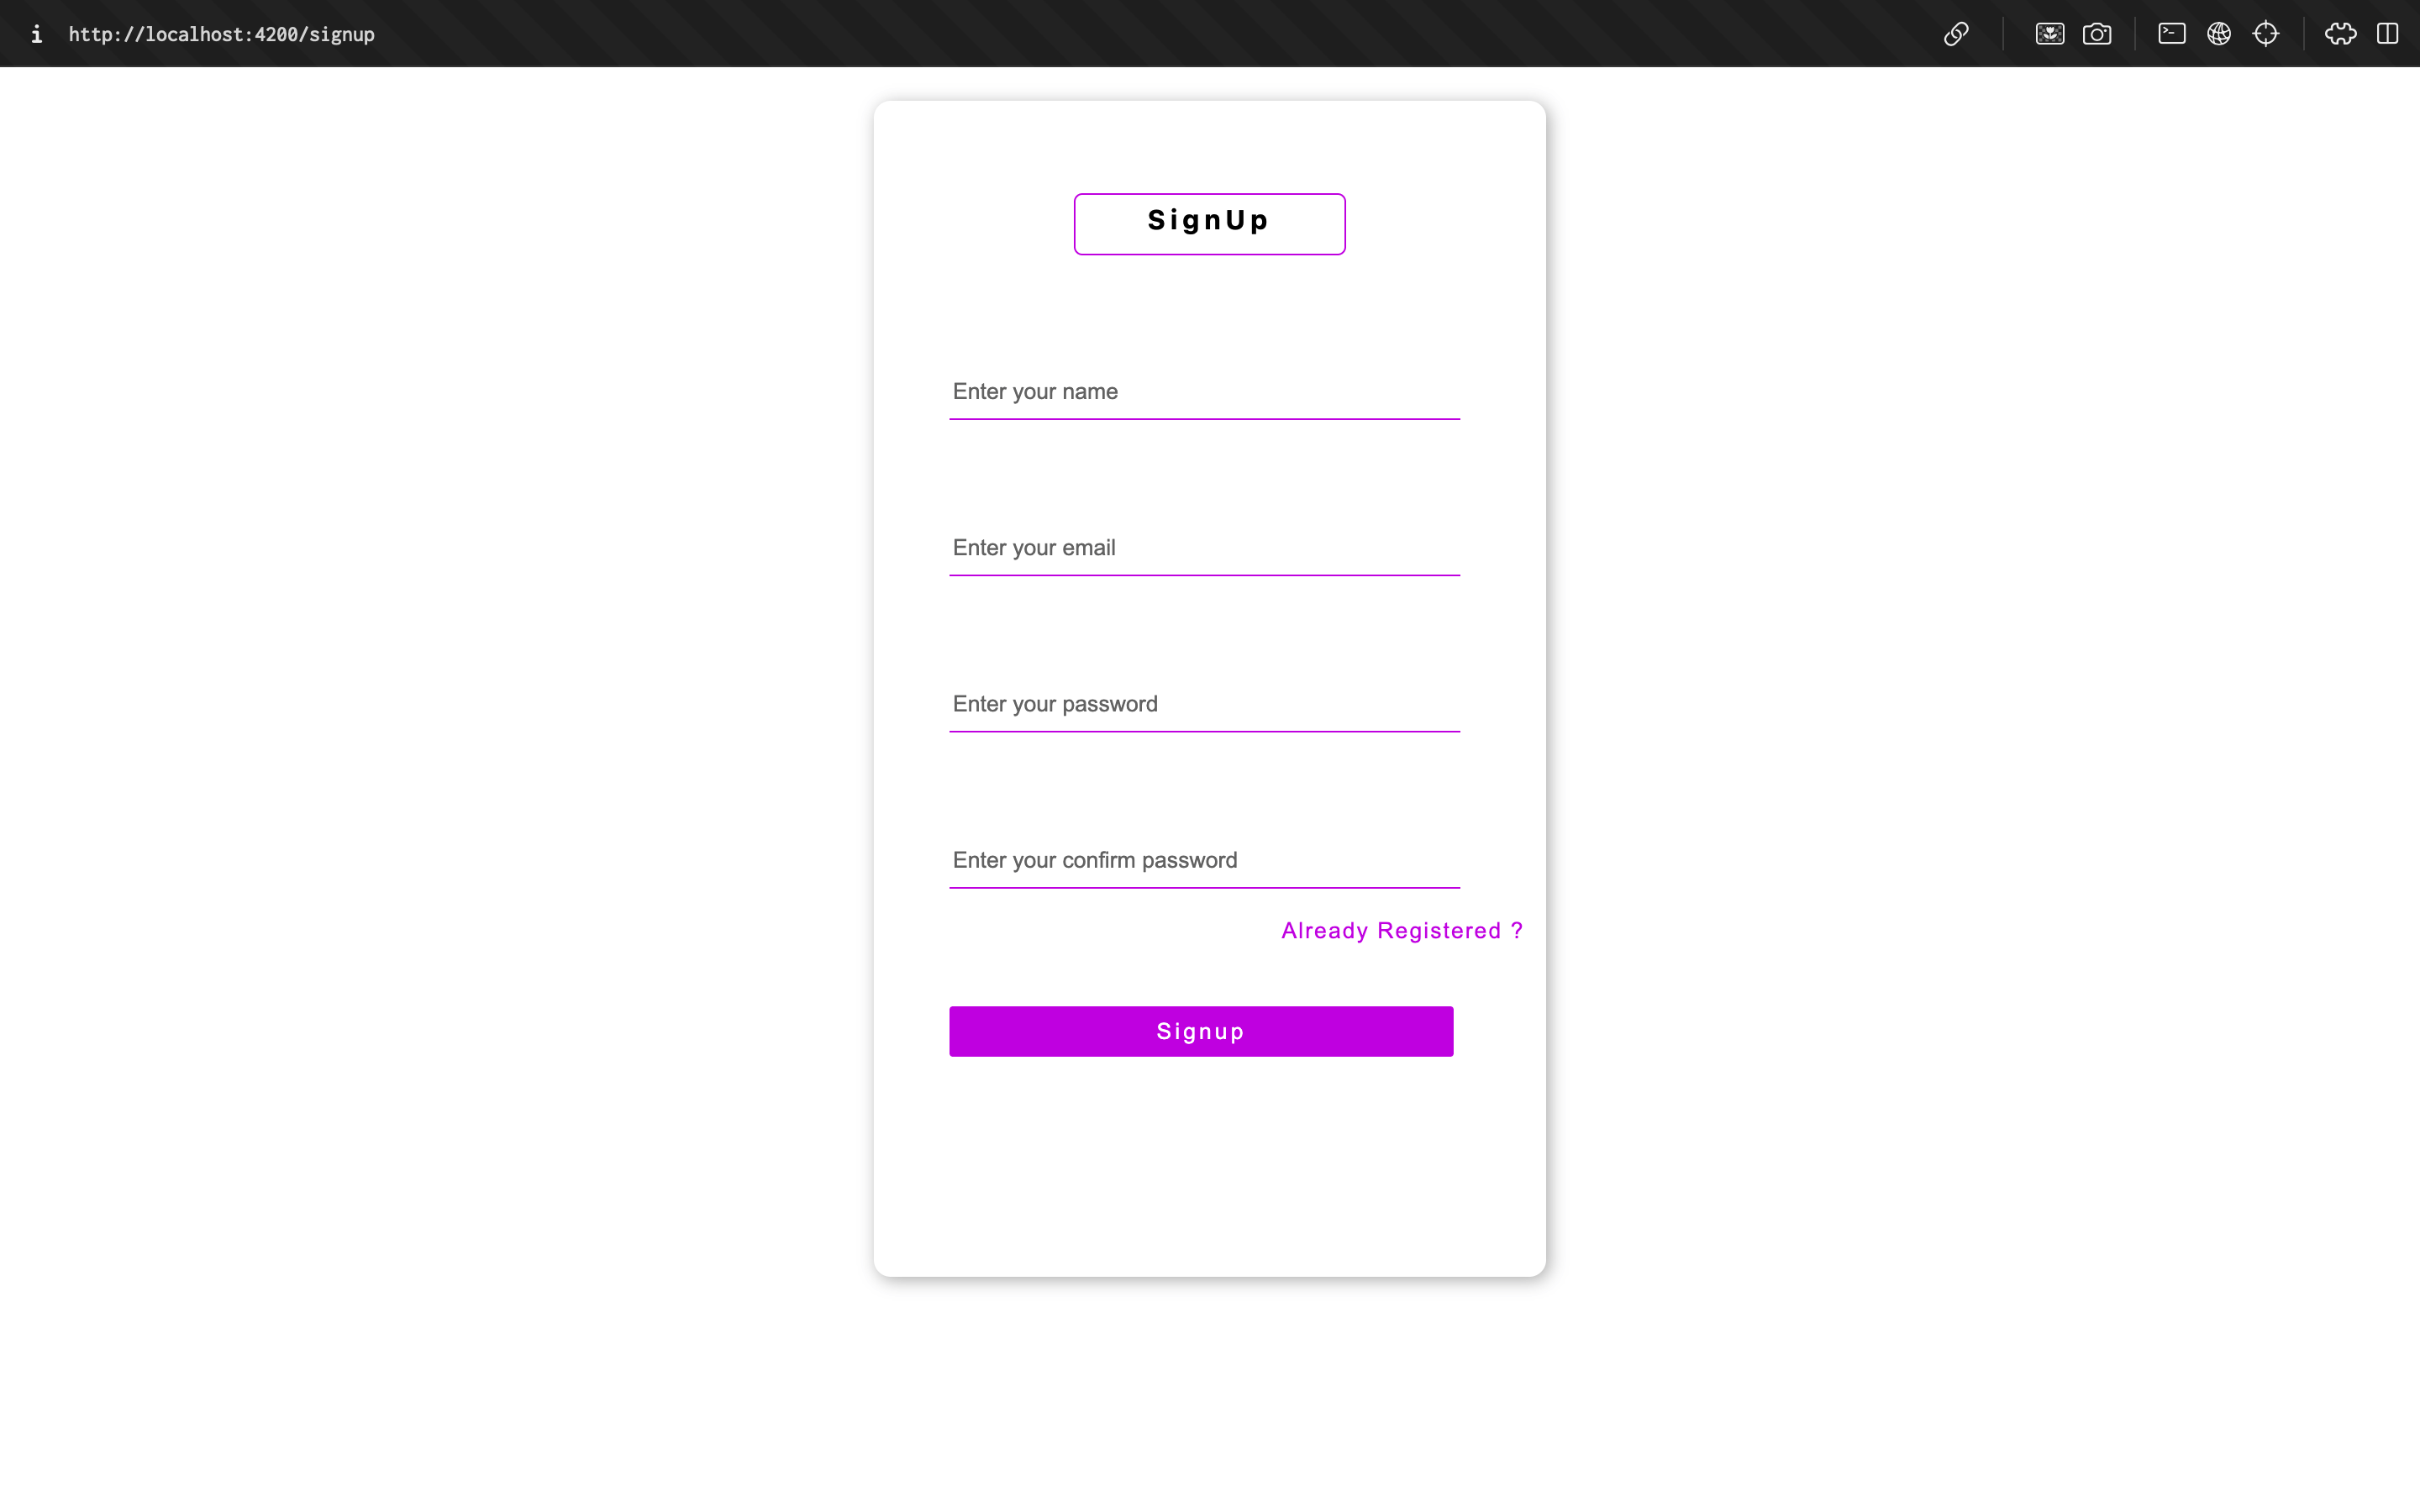 http://localhost:4200/signup
SignUp
Enter your name
Enter your email
Enter your password
Enter your confirm password
Already Registered ?
Signup